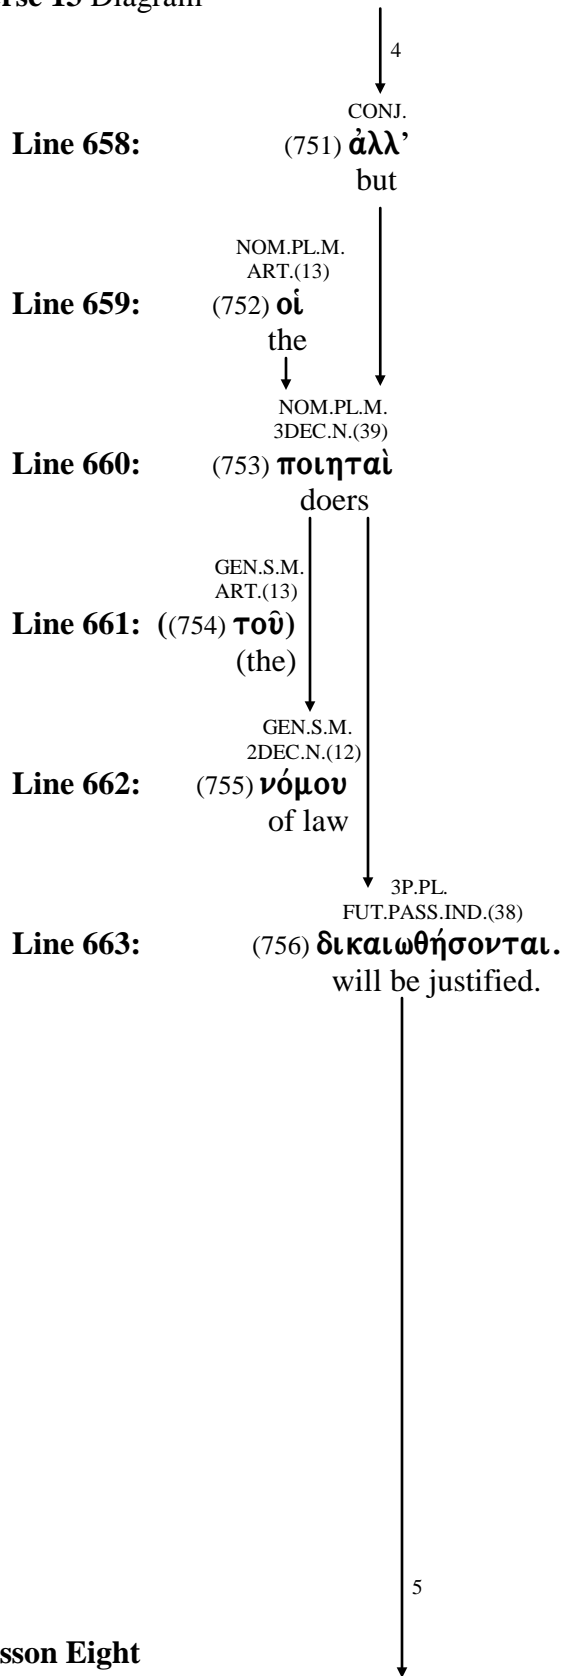 rse 13 Diagram
4
CONJ.
Line 658: (751) ἀλλ’
but
NOM.PL.M.
ART.(13)
Line 659: (752) οἱ
the
NOM.PL.M.
3DEC.N.(39)
Line 660: (753) ποιηταὶ
doers
GEN.S.M.
ART.(13)
Line 661: ((754) τοῦ)
(the)
GEN.S.M.
2DEC.N.(12)
Line 662: (755) νόμου
of law
3P.PL.
FUT.PASS.IND.(38)
Line 663: (756) δικαιωθήσονται.
will be justified.
5
sson Eight